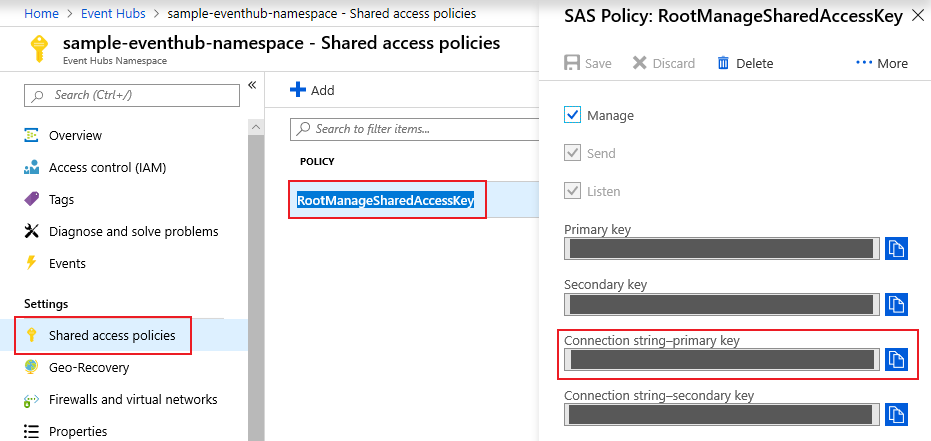 Home > Event Hubs > sample-eventhub-namespace - Shared access policies
sample-eventhub-namespace - Shared access policies
Event Hubs Namespace
Search (Ctrl+/)
«
Overview
Access control (IAM)
Tags
Diagnose and solve problems
Events
Settings
Shared access policies
Geo-Recovery
Firewalls and virtual networks
Properties
Add
Search to filter items...
POLICY
RootManageSharedAccessKey
SAS Policy: RootManageSharedAccessKey
Save Discard Delete ··· More
Manage
Send
Listen
Primary key
Secondary key
Connection string–primary key
Connection string–secondary key